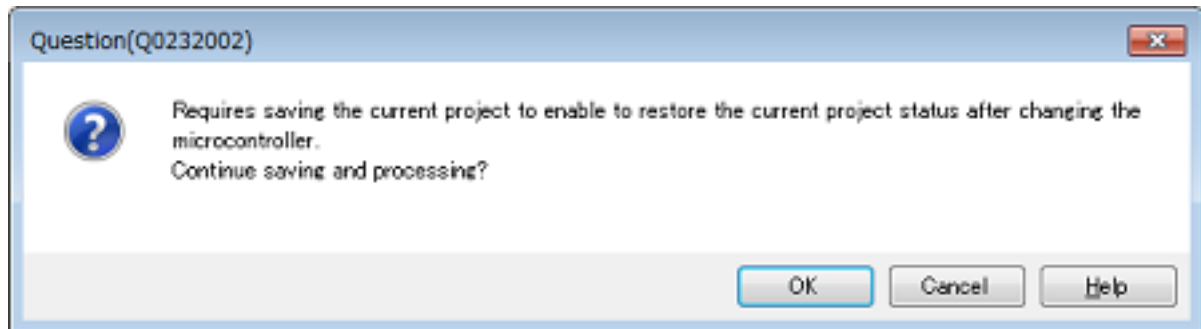 Question(Q0232002)
Requires saving the current project to enable to restore the current project status after changing the
microcontroller.
Continue saving and processing?
OK Cancel Help